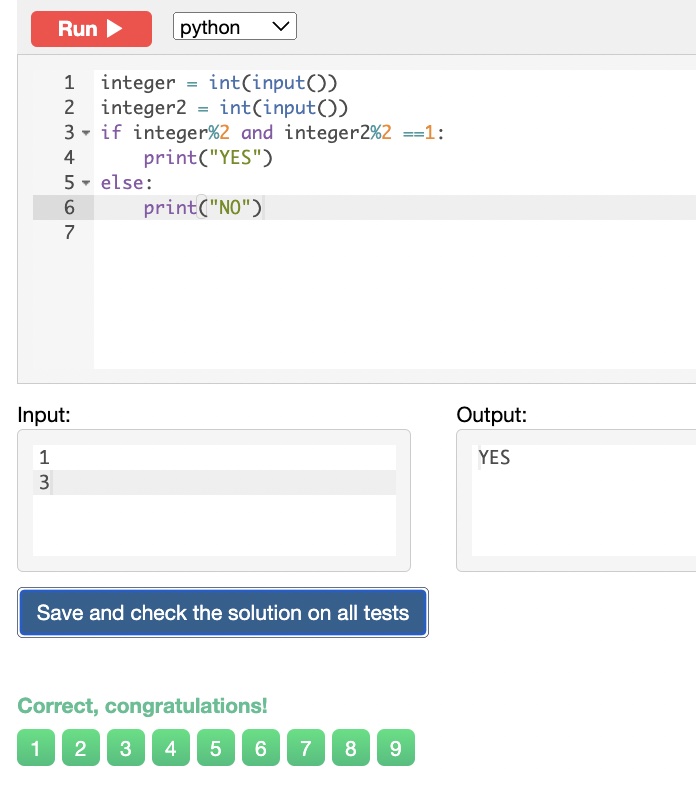 Run
python
1 integer = int(input())
2 integer2 = int(input())
3 if integer%2 and integer2%2 ==1:
4     print("YES")
5 else:
6     print("NO")
7
Input:
Output:
1
3
YES
Save and check the solution on all tests
Correct, congratulations!
1 2 3 4 5 6 7 8 9